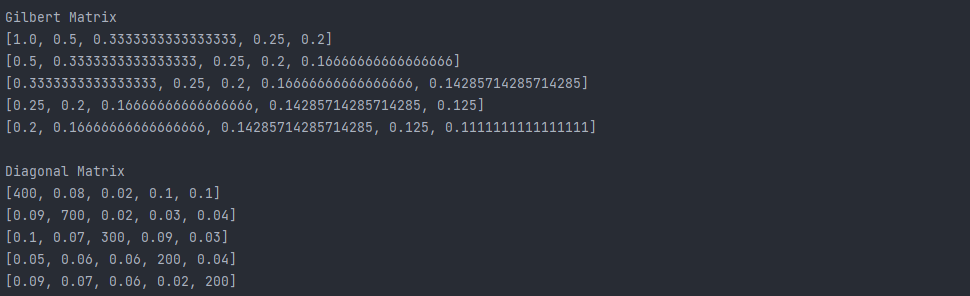 Gilbert Matrix
[1.0, 0.5, 0.3333333333333333, 0.25, 0.2]
[0.5, 0.3333333333333333, 0.25, 0.2, 0.16666666666666666]
[0.3333333333333333, 0.25, 0.2, 0.16666666666666666, 0.14285714285714285]
[0.25, 0.2, 0.16666666666666666, 0.14285714285714285, 0.125]
[0.2, 0.16666666666666666, 0.14285714285714285, 0.125, 0.1111111111111111]
Diagonal Matrix
[400, 0.08, 0.02, 0.1, 0.1]
[0.09, 700, 0.02, 0.03, 0.04]
[0.1, 0.07, 300, 0.09, 0.03]
[0.05, 0.06, 0.06, 200, 0.04]
[0.09, 0.07, 0.06, 0.02, 200]